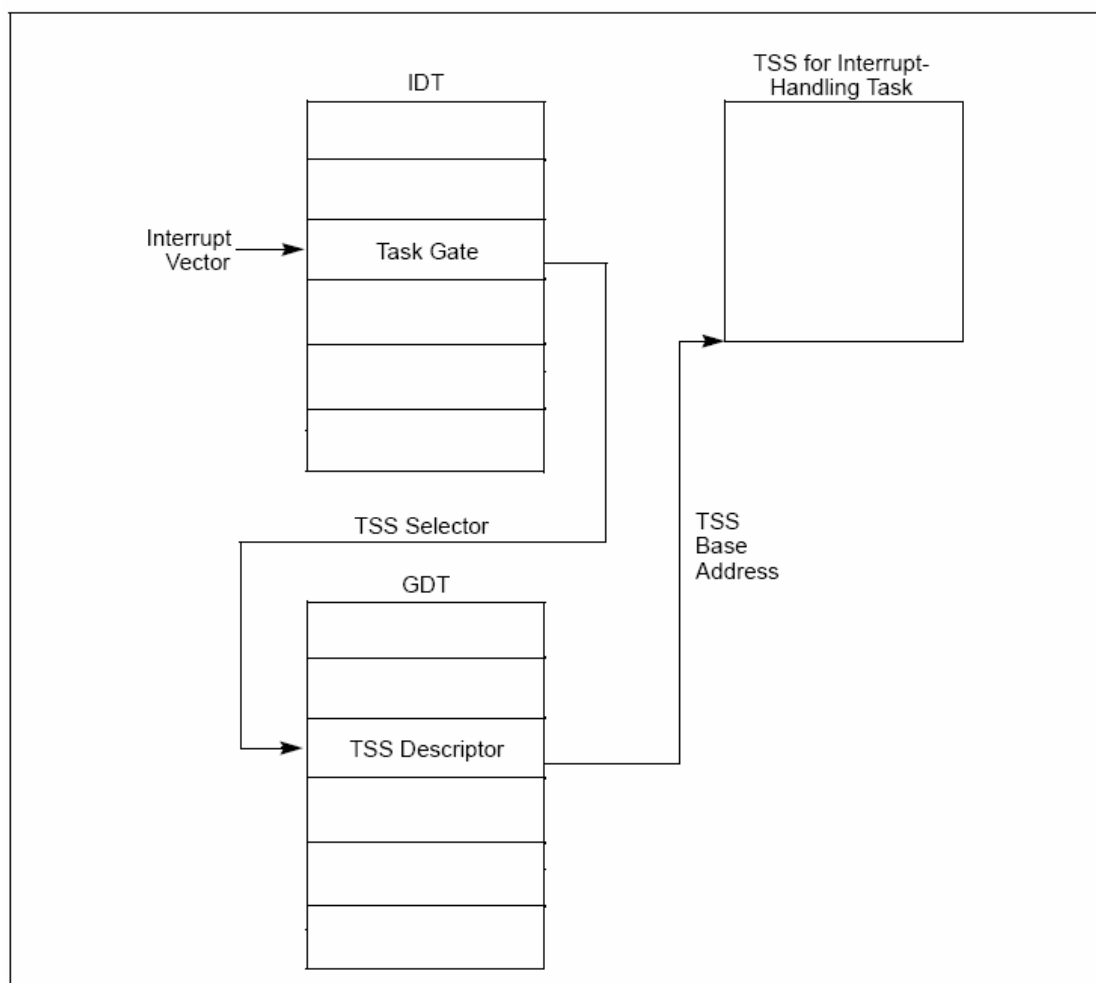 IDT
TSS for Interrupt-
Handling Task
Interrupt
Vector
Task Gate
TSS Selector
TSS
Base
Address
GDT
TSS Descriptor